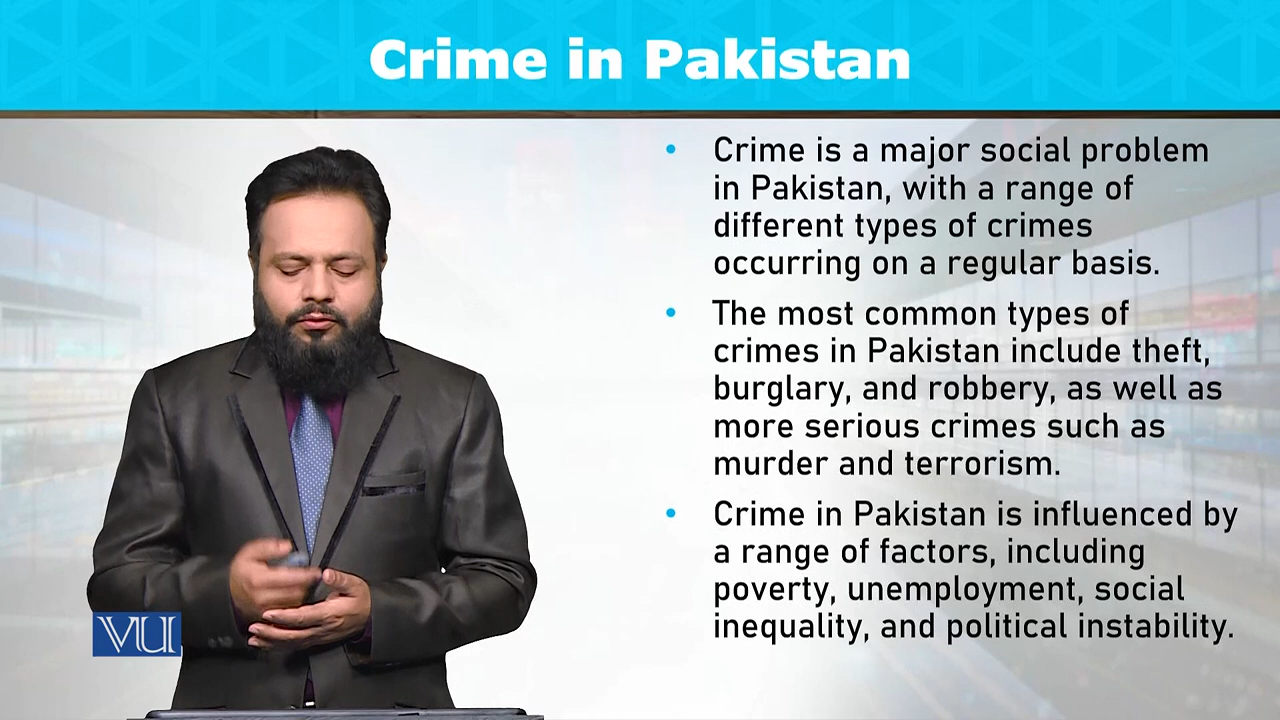 Crime in Pakistan
• Crime is a major social problem
in Pakistan, with a range of
different types of crimes
occurring on a regular basis.
• The most common types of
crimes in Pakistan include theft,
burglary, and robbery, as well as
more serious crimes such as
murder and terrorism.
• Crime in Pakistan is influenced by
a range of factors, including
poverty, unemployment, social
inequality, and political instability.
VU